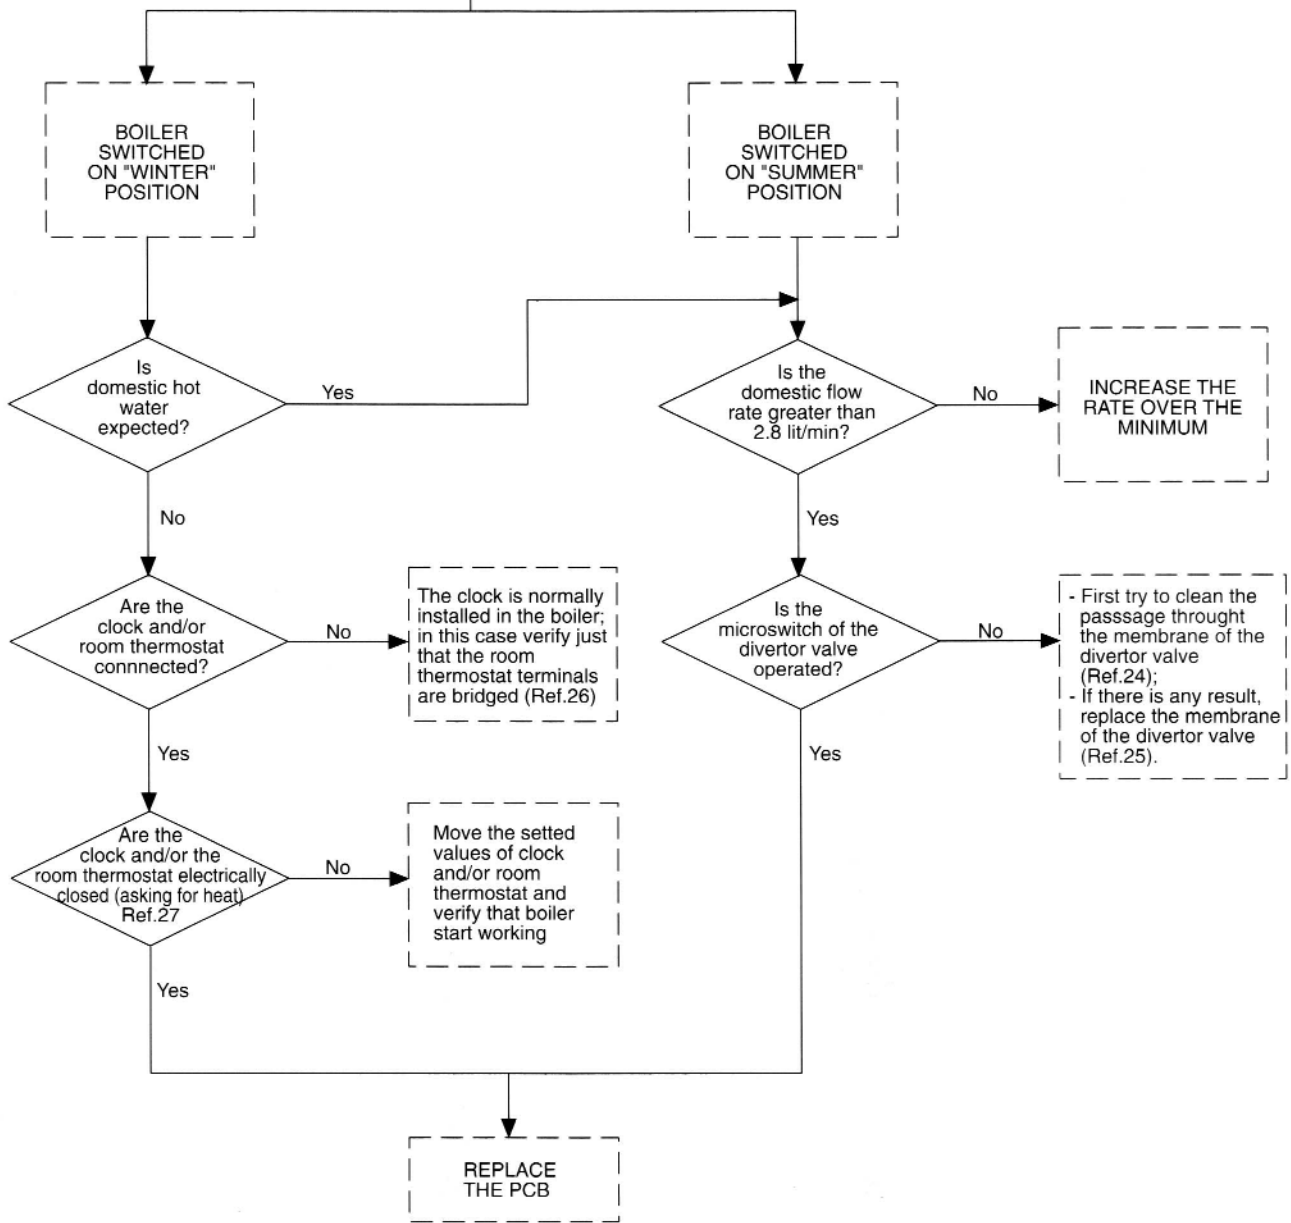 BOILER
SWITCHED
ON "WINTER"
POSITION
BOILER
SWITCHED
ON "SUMMER"
POSITION
Is
domestic hot
water
expected?
Yes
Is the
domestic flow
rate greater than
2.8 lit/min?
No
INCREASE THE
RATE OVER THE
MINIMUM
No
Yes
Are the
clock and/or
room thermostat
connnected?
No
The clock is normally
installed in the boiler;
in this case verify just
that the room
thermostat terminals
are bridged (Ref.26)
Is the
microswitch of the
divertor valve
operated?
No
- First try to clean the
passsage throught
the membrane of the
divertor valve
(Ref.24);
- If there is any result,
replace the membrane
of the divertor valve
(Ref.25).
Yes
Yes
Are the
clock and/or the
room thermostat electrically
closed (asking for heat)
Ref.27
No
Move the setted
values of clock
and/or room
thermostat and
verify that boiler
start working
Yes
REPLACE
THE PCB